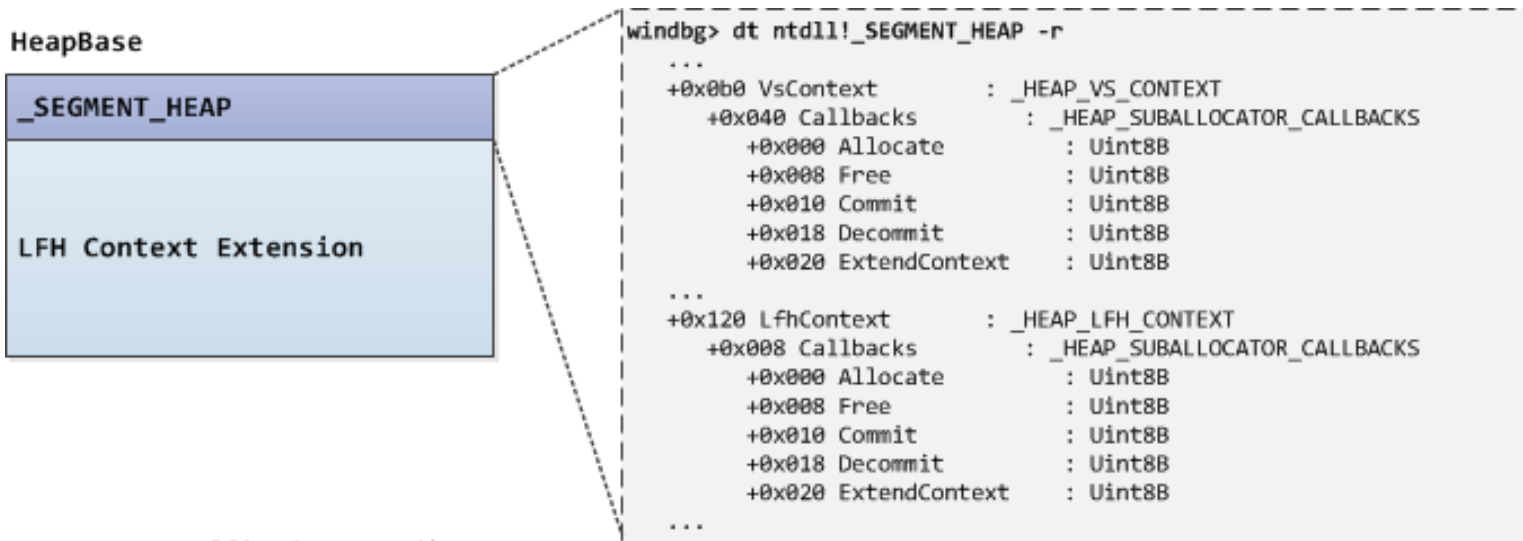 HeapBase
_SEGMENT_HEAP
LFH Context Extension
windbg> dt ntdll!_SEGMENT_HEAP -r
...
+0x0b0 VsContext : _HEAP_VS_CONTEXT
+0x040 Callbacks : _HEAP_SUBALLOCATOR_CALLBACKS
+0x000 Allocate : Uint8B
+0x008 Free : Uint8B
+0x010 Commit : Uint8B
+0x018 Decommit : Uint8B
+0x020 ExtendContext : Uint8B
...
+0x120 LfhContext : _HEAP_LFH_CONTEXT
+0x008 Callbacks : _HEAP_SUBALLOCATOR_CALLBACKS
+0x000 Allocate : Uint8B
+0x008 Free : Uint8B
+0x010 Commit : Uint8B
+0x018 Decommit : Uint8B
+0x020 ExtendContext : Uint8B
...